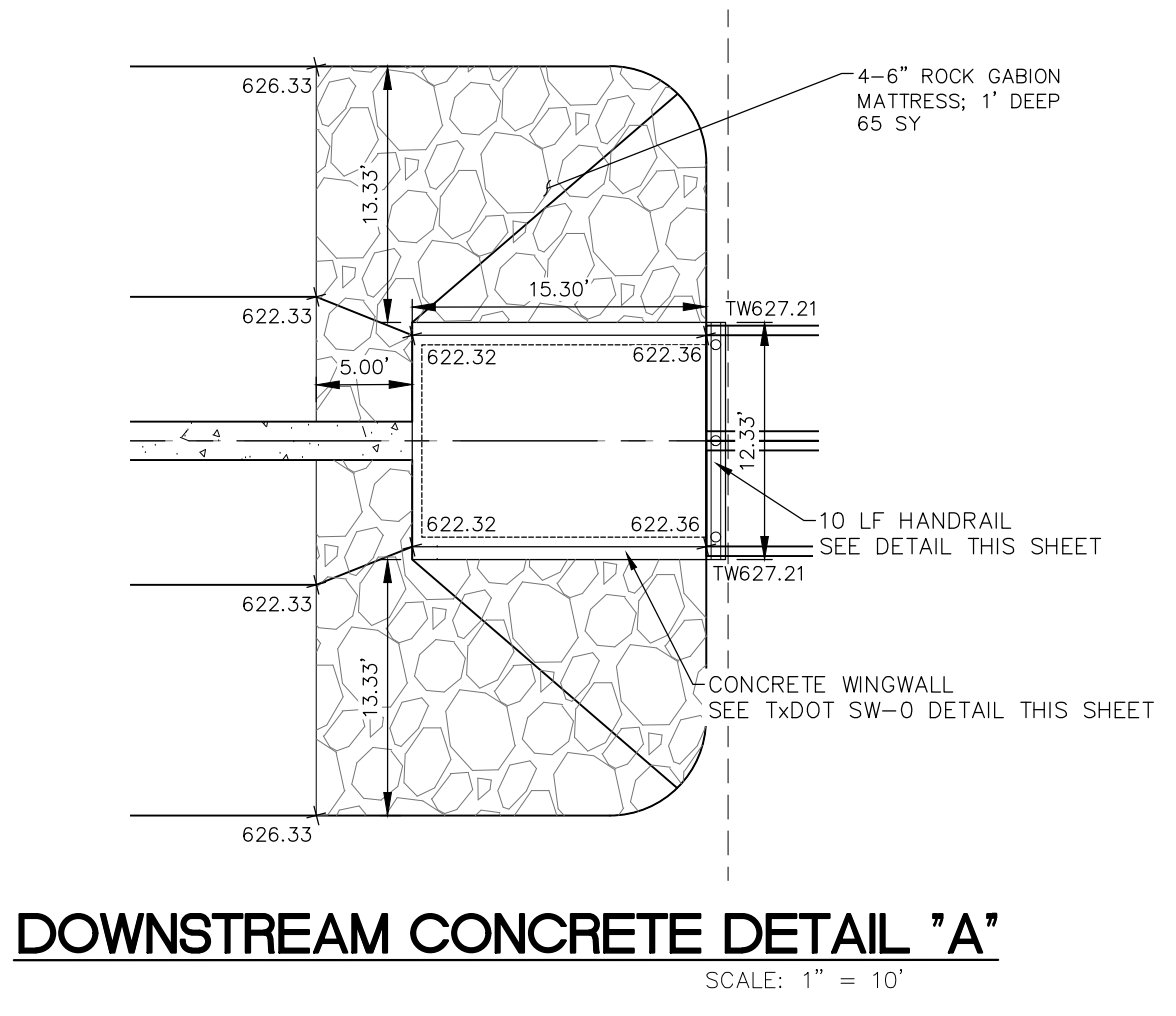 626.33
4-6" ROCK GABION
MATTRESS; 1' DEEP
65 SY
13.33'
15.30'
TW627.21
622.33
622.32
622.36
5.00'
12.33'
622.32
622.36
10 LF HANDRAIL
SEE DETAIL THIS SHEET
TW627.21
622.33
13.33'
CONCRETE WINGWALL
SEE TxDOT SW-0 DETAIL THIS SHEET
626.33
DOWNSTREAM CONCRETE DETAIL "A"
SCALE: 1" = 10'